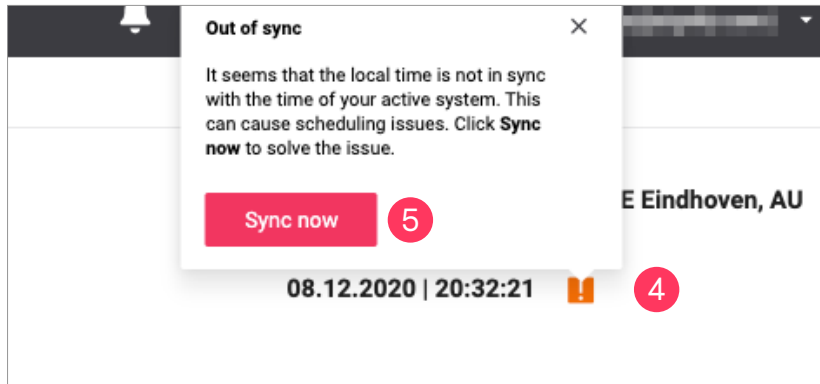 Out of sync
It seems that the local time is not in sync
with the time of your active system. This
can cause scheduling issues. Click Sync
now to solve the issue.
Sync now
5
E Eindhoven, AU
08.12.2020 | 20:32:21
4